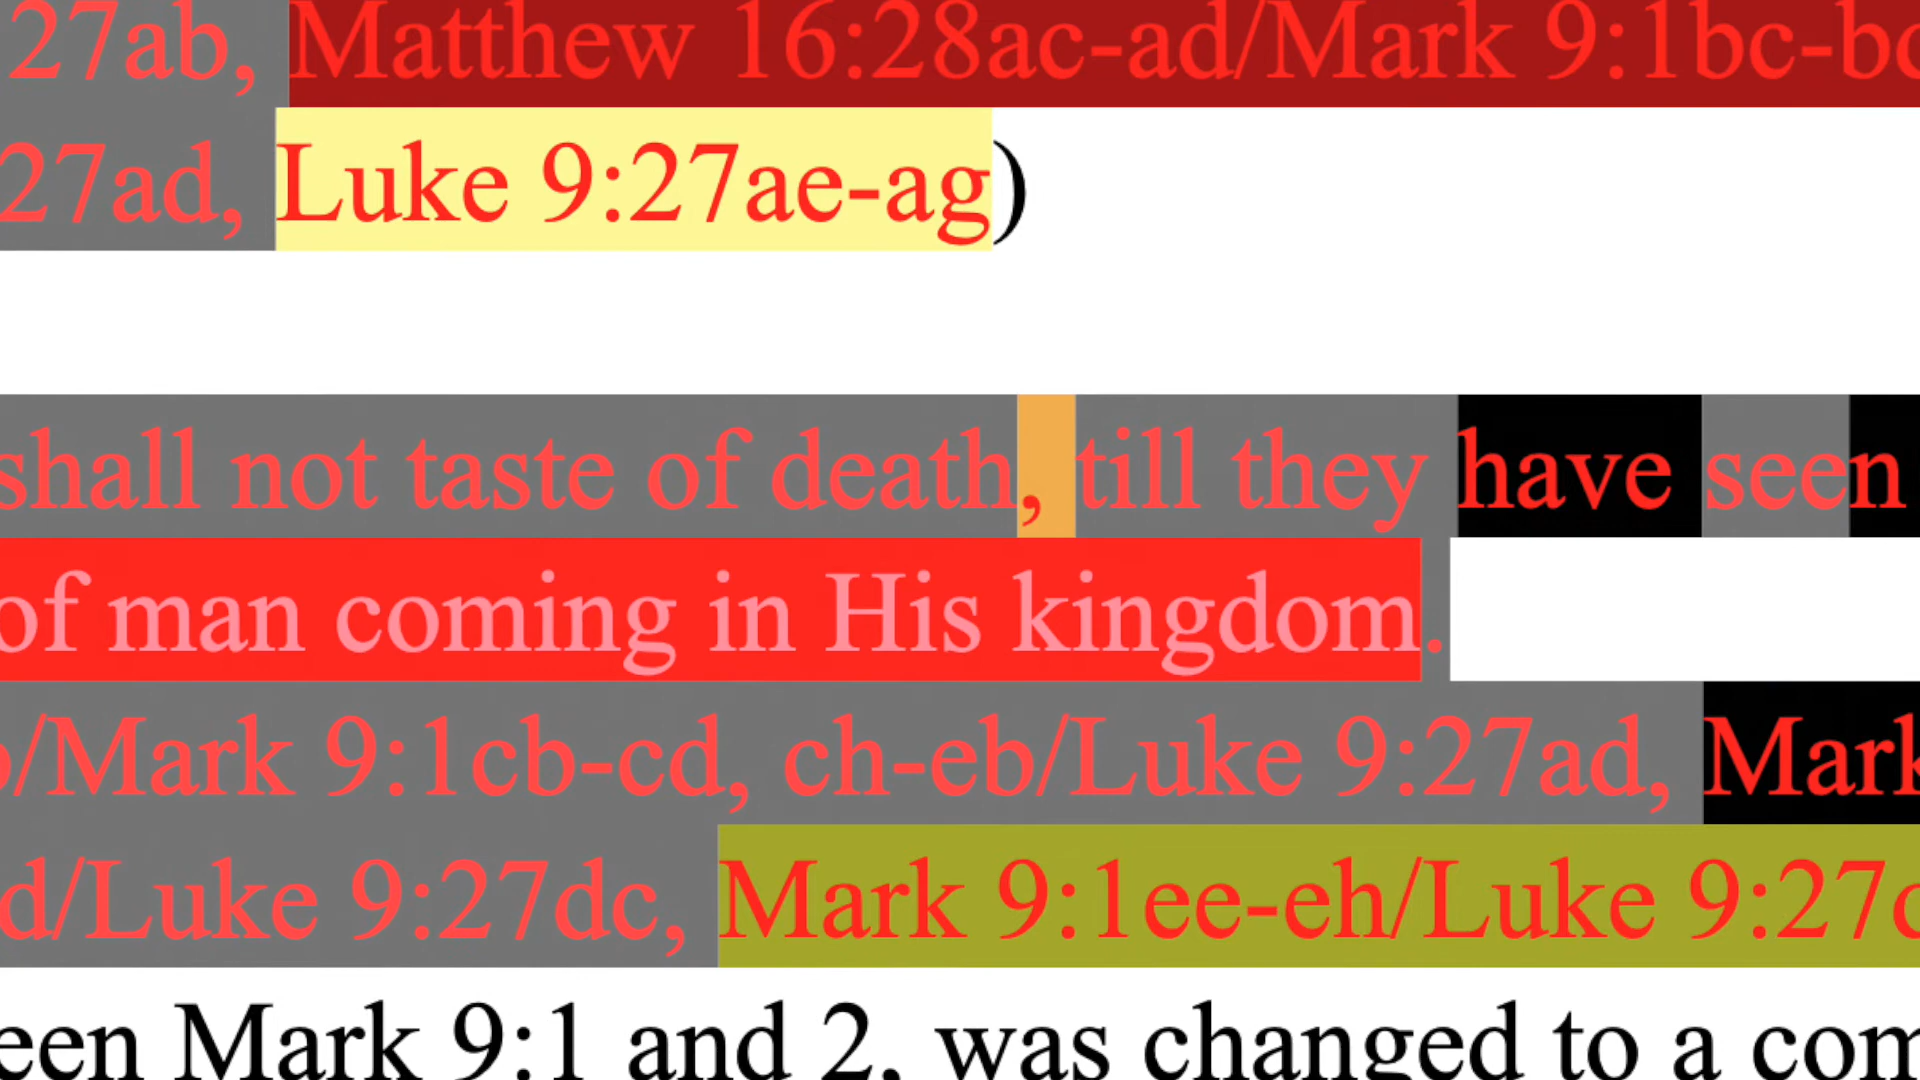 27ab, Matthew 16:28ac-ad/Mark 9:1bc-bc
27ad, Luke 9:27ae-ag)
shall not taste of death, till they have seen
of man coming in His kingdom.
/Mark 9:1cb-cd, ch-eb/Luke 9:27ad, Mark
d/Luke 9:27dc, Mark 9:1ee-eh/Luke 9:27
een Mark 9:1 and 2, was changed to a com